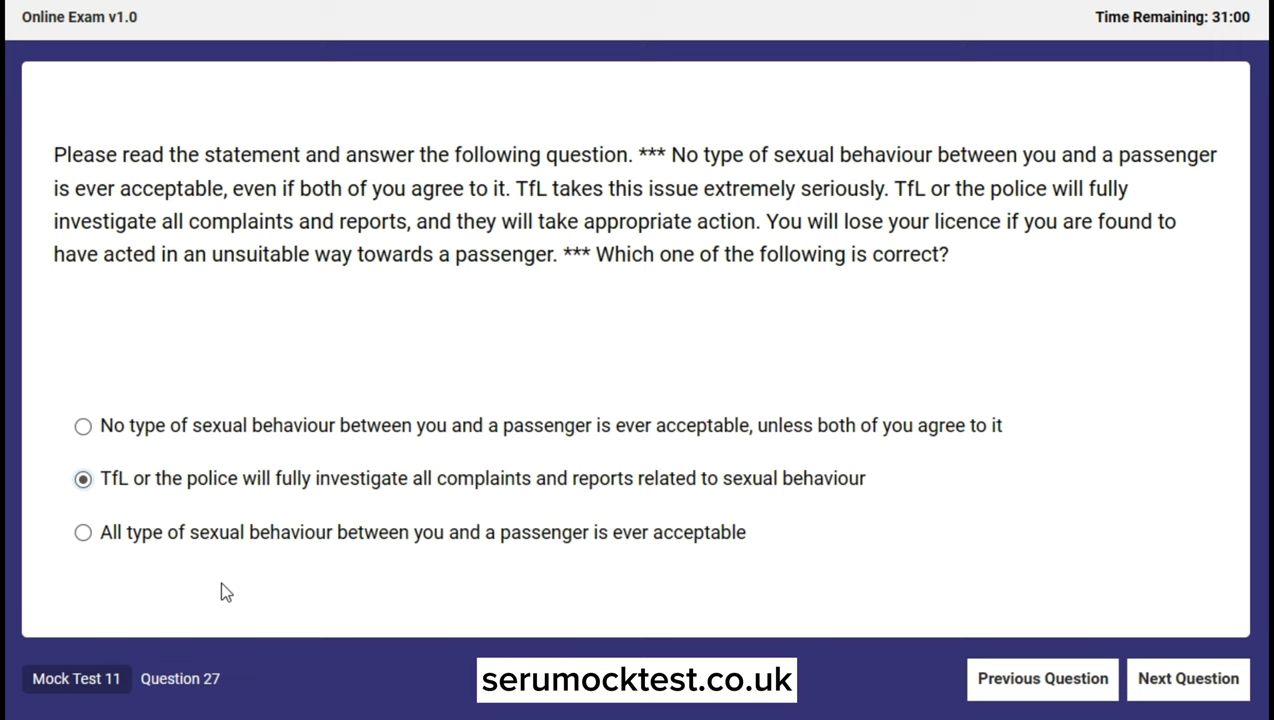 Online Exam v1.0
Time Remaining: 31:00
Please read the statement and answer the following question. *** No type of sexual behaviour between you and a passenger
is ever acceptable, even if both of you agree to it. TfL takes this issue extremely seriously. TfL or the police will fully
investigate all complaints and reports, and they will take appropriate action. You will lose your licence if you are found to
have acted in an unsuitable way towards a passenger. *** Which one of the following is correct?
No type of sexual behaviour between you and a passenger is ever acceptable, unless both of you agree to it
TfL or the police will fully investigate all complaints and reports related to sexual behaviour
All type of sexual behaviour between you and a passenger is ever acceptable
Mock Test 11
Question 27
serumocktest.co.uk
Previous Question
Next Question